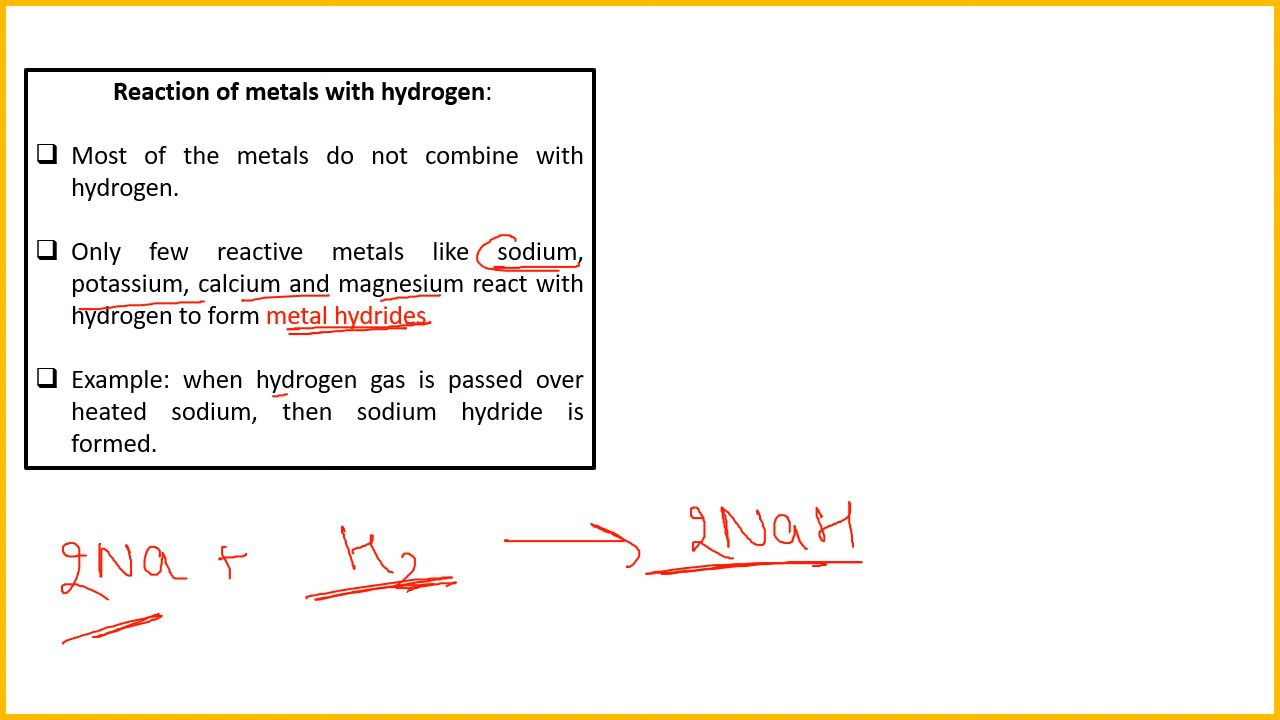 Reaction of metals with hydrogen:
❑ Most of the metals do not combine with
hydrogen.
❑ Only few reactive metals like sodium,
potassium, calcium and magnesium react with
hydrogen to form metal hydrides.
❑ Example: when hydrogen gas is passed over
heated sodium, then sodium hydride is
formed.
2Na + H₂ → 2NaH